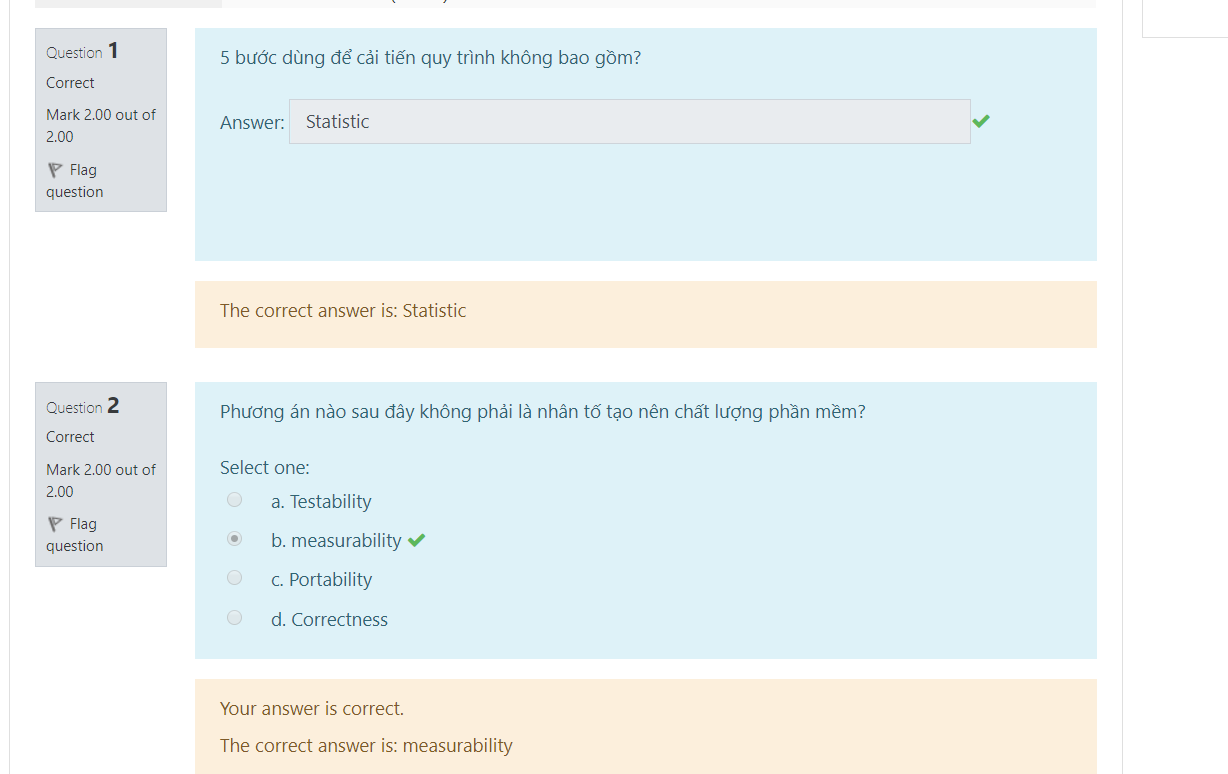 Question 1
Correct
Mark 2.00 out of
2.00
Flag
question
5 bước dùng để cải tiến quy trình không bao gồm?
Answer: Statistic
The correct answer is: Statistic
Question 2
Correct
Mark 2.00 out of
2.00
Flag
question
Phương án nào sau đây không phải là nhân tố tạo nên chất lượng phần mềm?
Select one:
a. Testability
b. measurability
c. Portability
d. Correctness
Your answer is correct.
The correct answer is: measurability